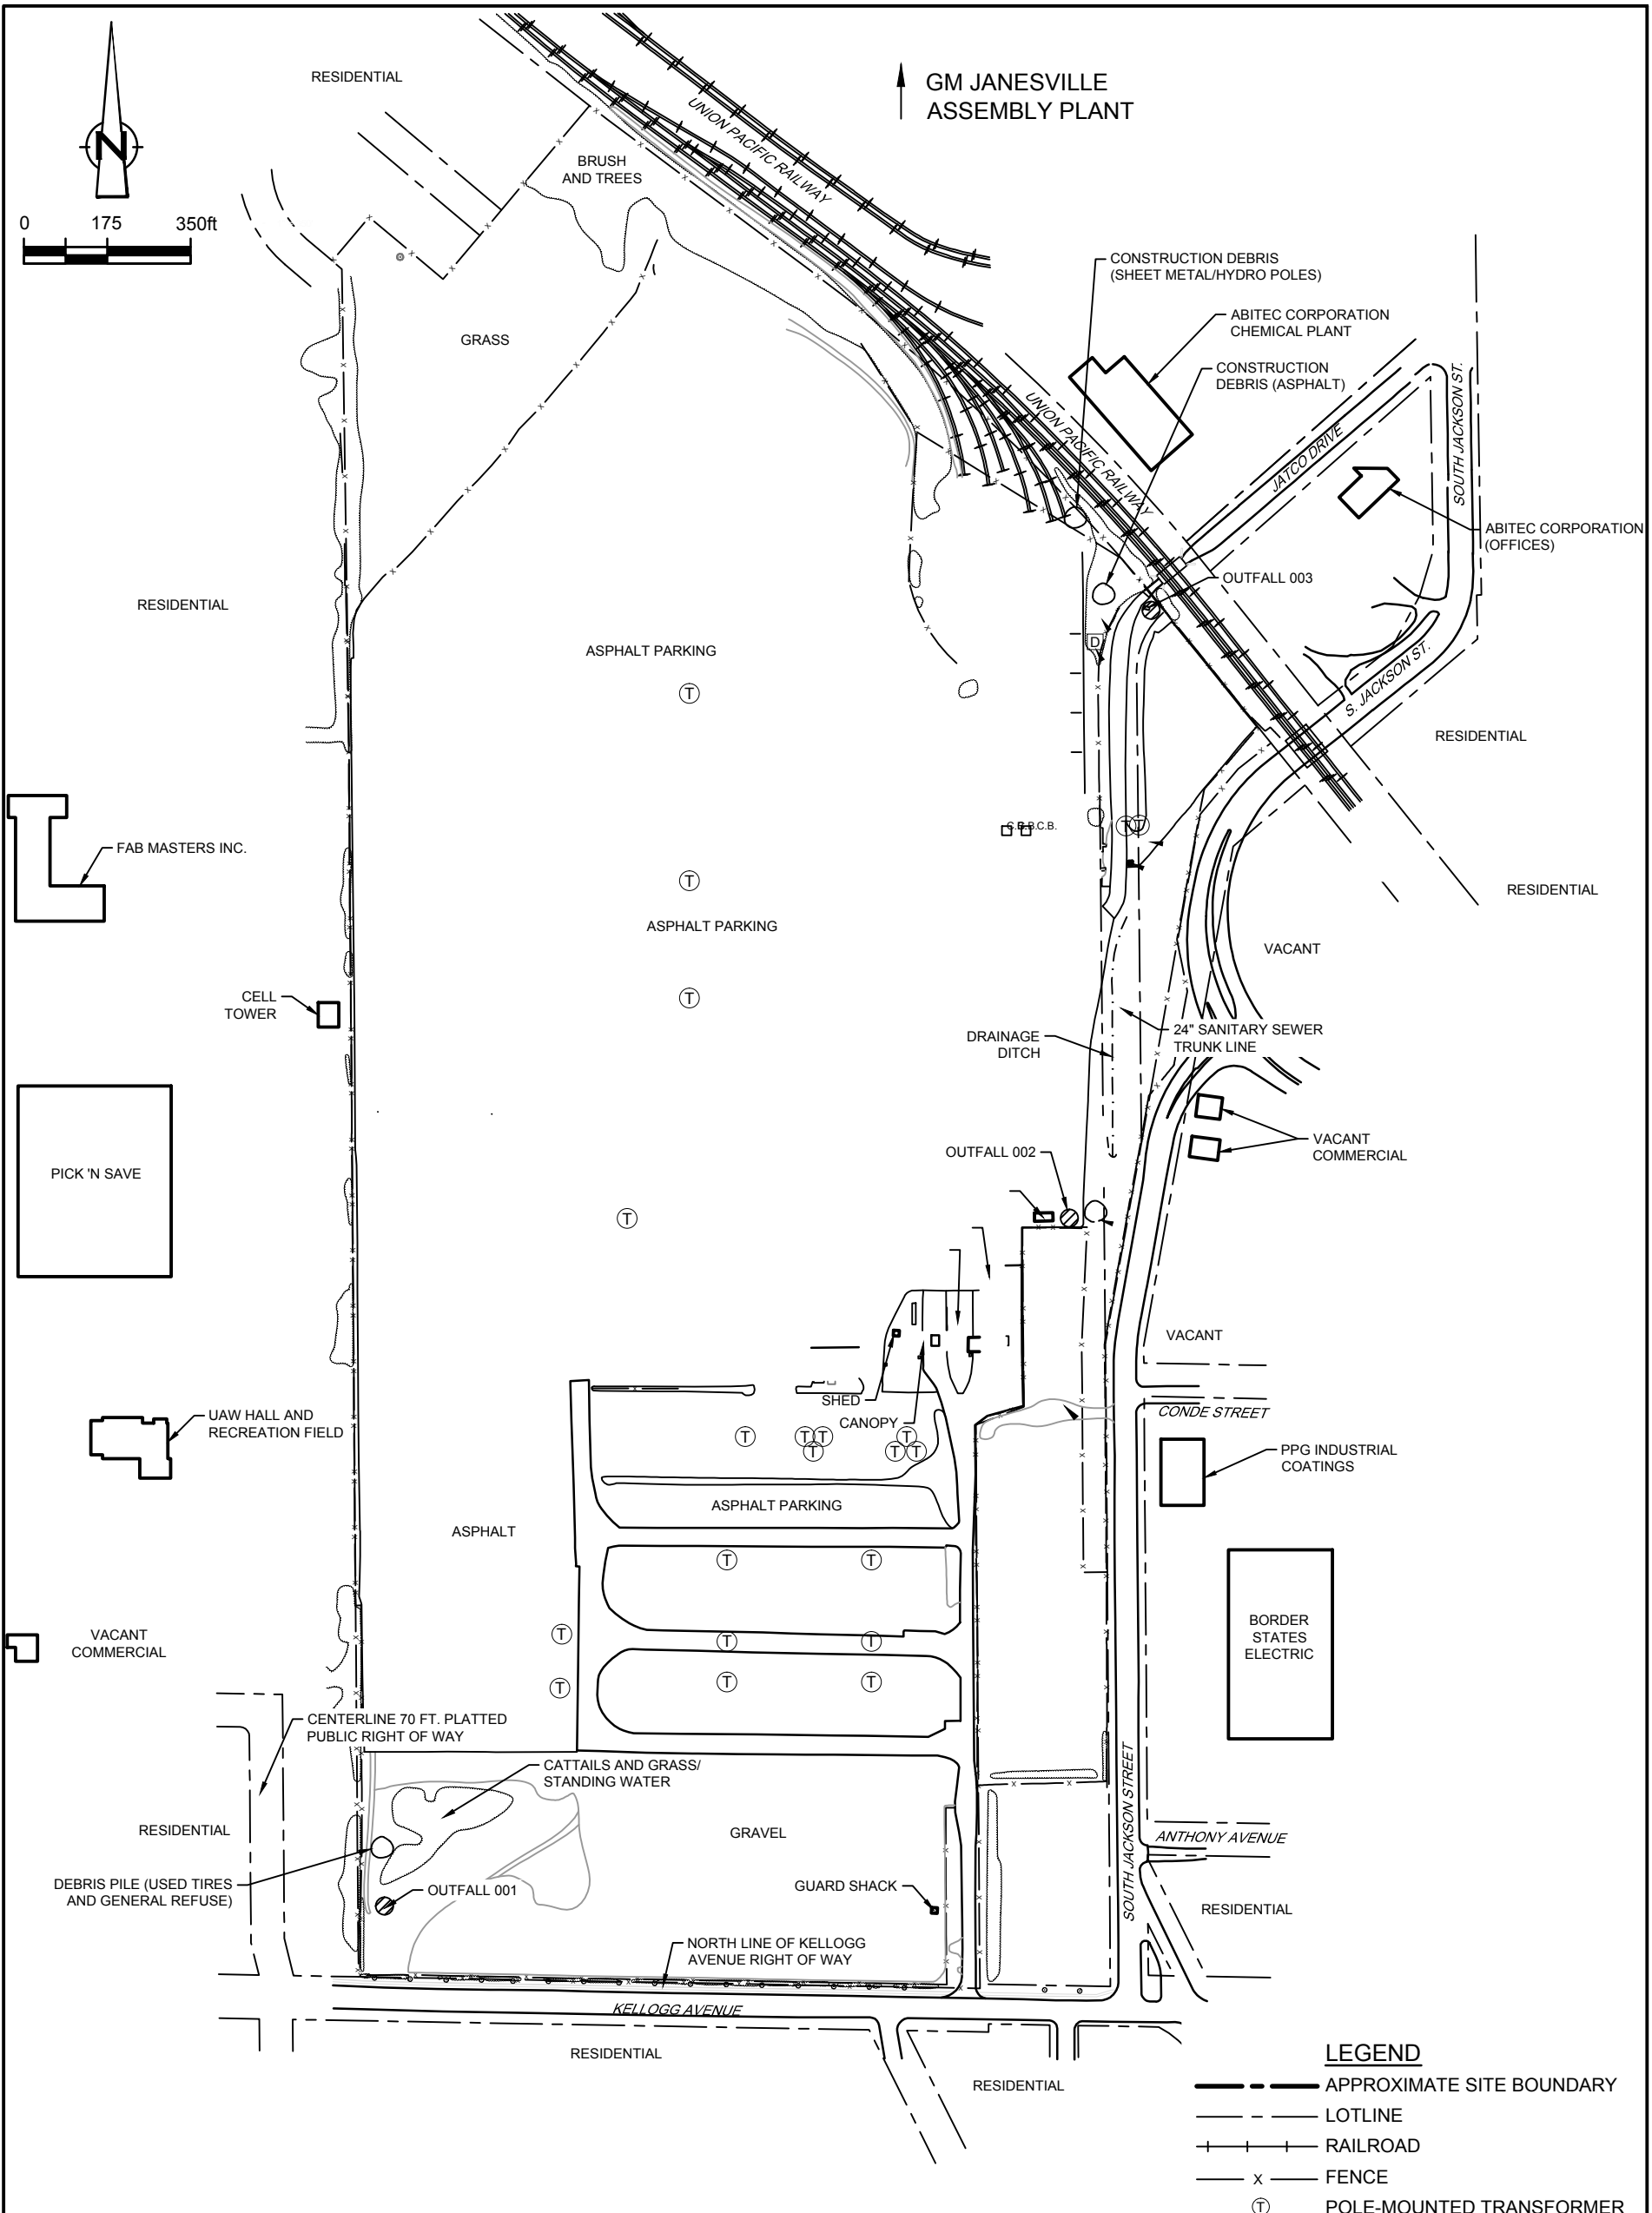 RESIDENTIAL
GM JANESVILLE
ASSEMBLY PLANT
N
UNION PACIFIC RAILWAY
BRUSH
AND TREES
0 175 350ft
CONSTRUCTION DEBRIS
(SHEET METAL/HYDRO POLES)
ABITEC CORPORATION
CHEMICAL PLANT
GRASS
CONSTRUCTION
DEBRIS (ASPHALT)
UNION PACIFIC RAILWAY
JATCO DRIVE
SOUTH JACKSON ST.
ABITEC CORPORATION
(OFFICES)
OUTFALL 003
RESIDENTIAL
D
ASPHALT PARKING
T
S. JACKSON ST.
RESIDENTIAL
C.B.
T T
FAB MASTERS INC.
T
RESIDENTIAL
ASPHALT PARKING
VACANT
CELL
TOWER
T
24" SANITARY SEWER
TRUNK LINE
DRAINAGE
DITCH
VACANT
COMMERCIAL
OUTFALL 002
PICK 'N SAVE
T
VACANT
SHED
CONDE STREET
UAW HALL AND
RECREATION FIELD
CANOPY
T T T T T T T
PPG INDUSTRIAL
COATINGS
ASPHALT PARKING
ASPHALT
T T
BORDER
STATES
ELECTRIC
VACANT
COMMERCIAL
T T T
T T T
CENTERLINE 70 FT. PLATTED
PUBLIC RIGHT OF WAY
CATTAILS AND GRASS/
STANDING WATER
SOUTH JACKSON STREET
RESIDENTIAL
GRAVEL
ANTHONY AVENUE
DEBRIS PILE (USED TIRES
AND GENERAL REFUSE)
OUTFALL 001
GUARD SHACK
RESIDENTIAL
NORTH LINE OF KELLOGG
AVENUE RIGHT OF WAY
KELLOGG AVENUE
RESIDENTIAL
RESIDENTIAL
LEGEND
APPROXIMATE SITE BOUNDARY
LOTLINE
RAILROAD
x FENCE
T POLE-MOUNTED TRANSFORMER